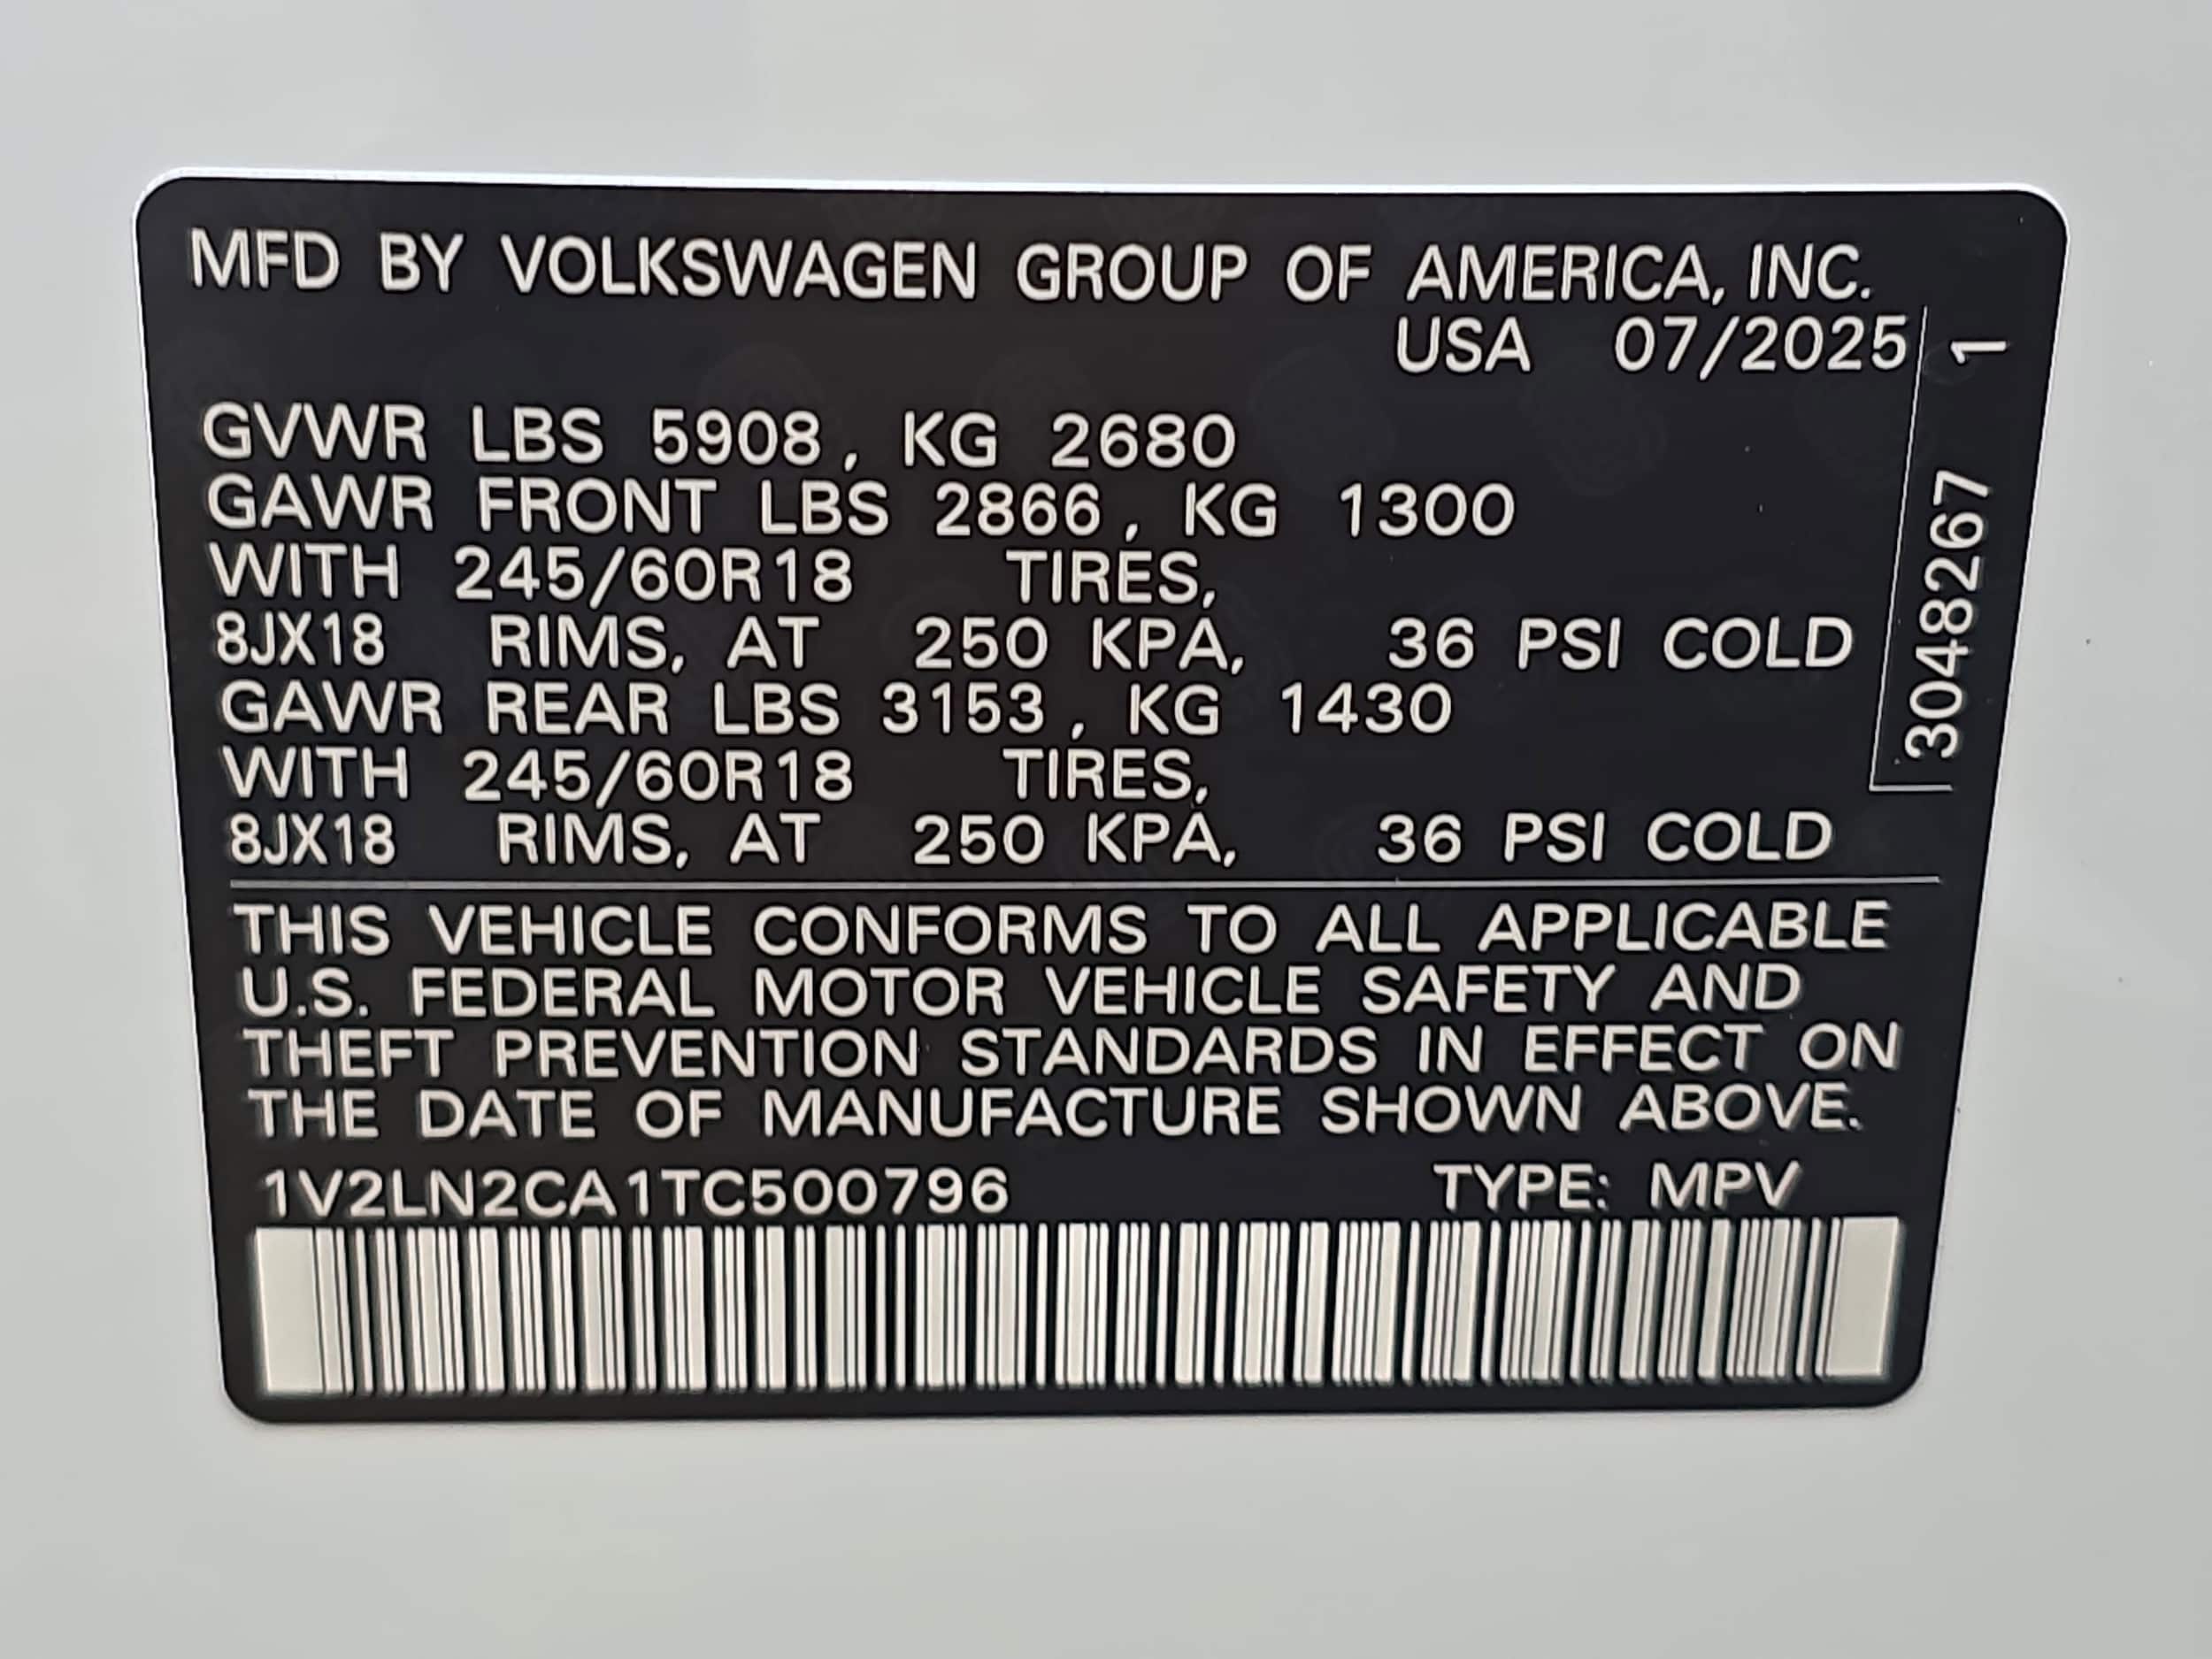 MFD BY VOLKSWAGEN GROUP OF AMERICA, INC.
USA 07/2025
GVWR LBS 5908, KG 2680
GAWR FRONT LBS 2866, KG 1300
WITH 245/60R18 TIRES,
8JX18 RIMS, AT 250 KPA, 36 PSI COLD
GAWR REAR LBS 3153, KG 1430
WITH 245/60R18 TIRES,
8JX18 RIMS, AT 250 KPA, 36 PSI COLD
THIS VEHICLE CONFORMS TO ALL APPLICABLE
U.S. FEDERAL MOTOR VEHICLE SAFETY AND
THEFT PREVENTION STANDARDS IN EFFECT ON
THE DATE OF MANUFACTURE SHOWN ABOVE.
1V2LN2CA1TC500796 TYPE: MPV
3048267 1